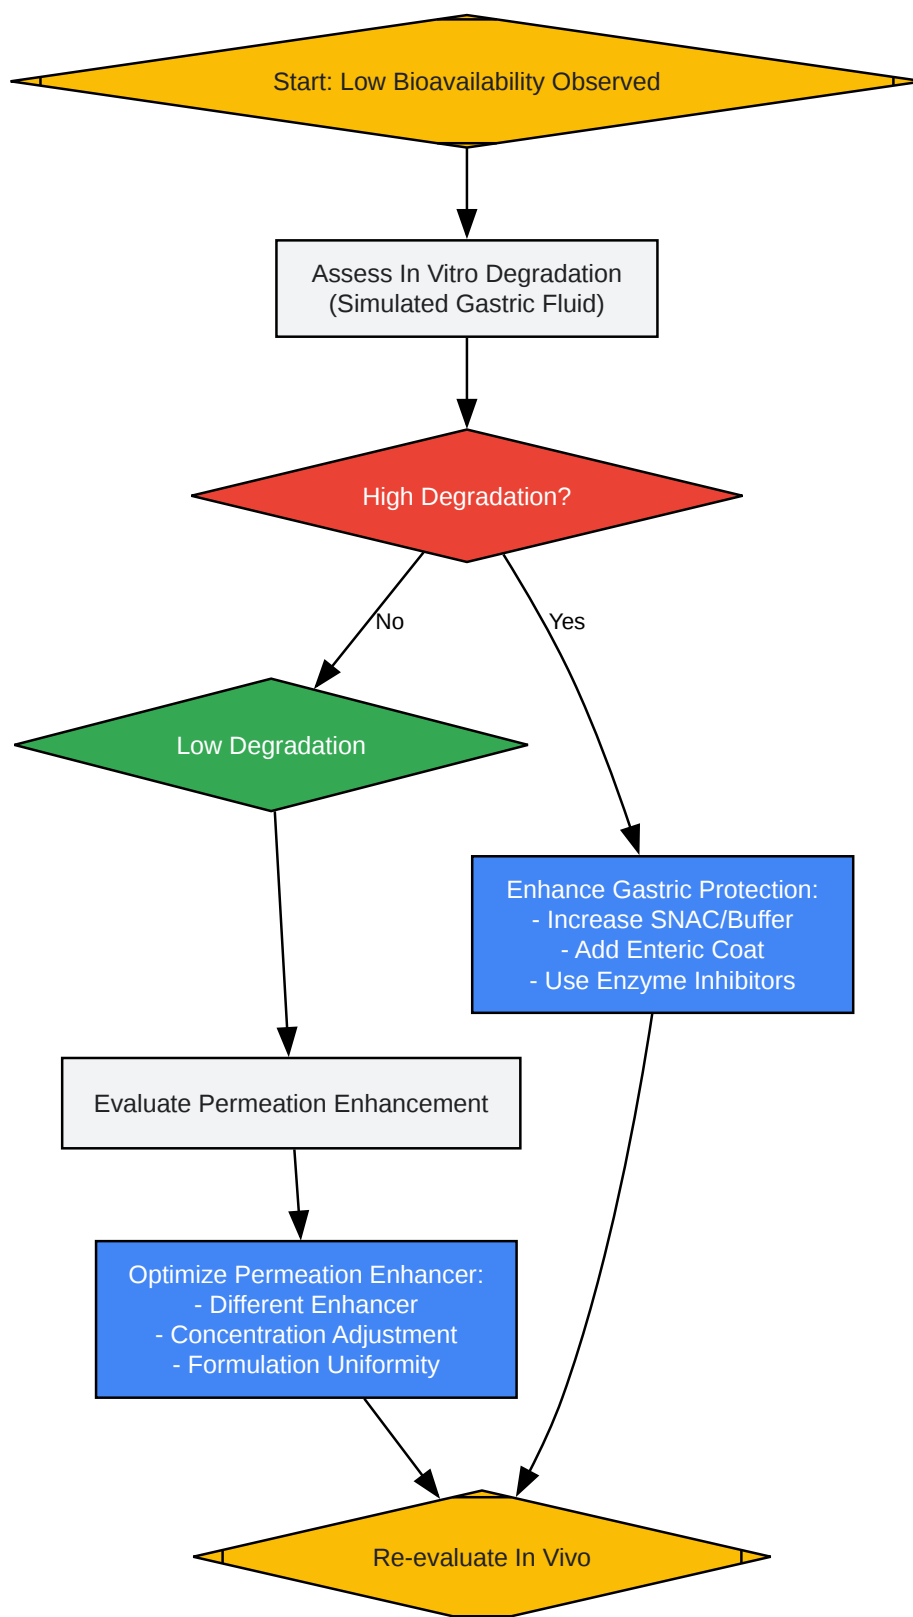 Start: Low Bioavailability Observed
Assess In Vitro Degradation
(Simulated Gastric Fluid)
High Degradation?
No
Yes
Low Degradation
Enhance Gastric Protection:
- Increase SNAC/Buffer
- Add Enteric Coat
- Use Enzyme Inhibitors
Evaluate Permeation Enhancement
Optimize Permeation Enhancer:
- Different Enhancer
- Concentration Adjustment
- Formulation Uniformity
Re-evaluate In Vivo